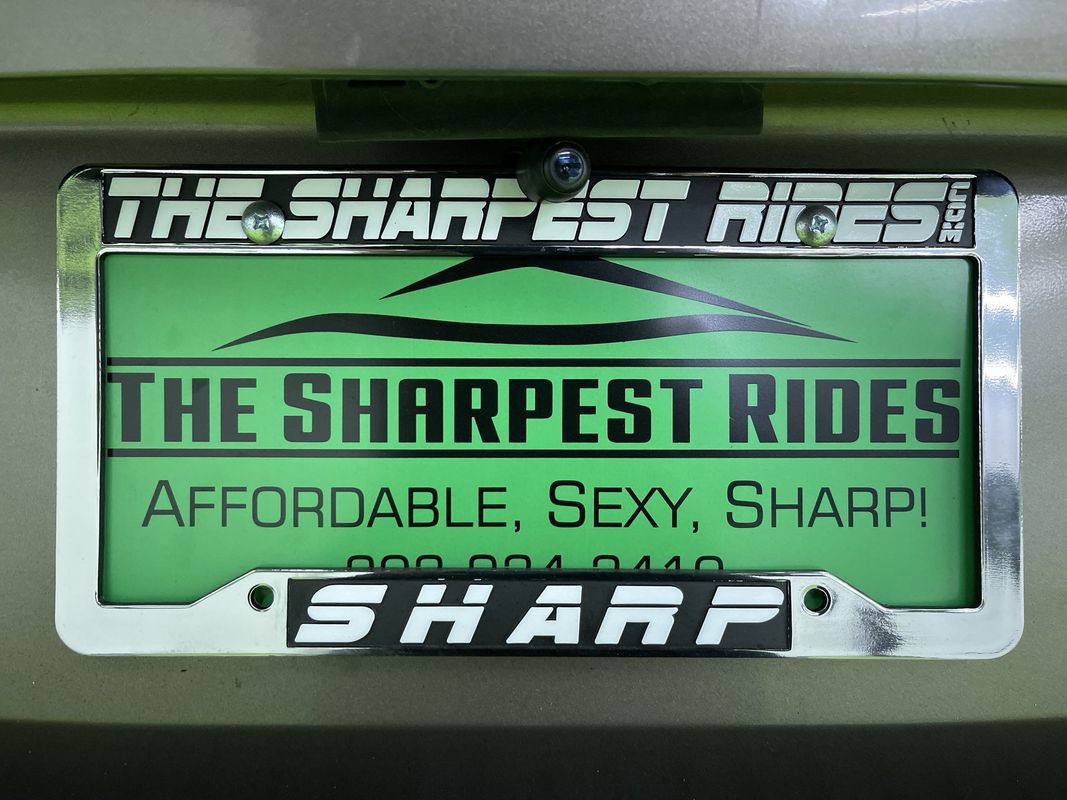 THE SHARPEST RIDES .COM
THE SHARPEST RIDES
AFFORDABLE, SEXY, SHARP!
SHARP